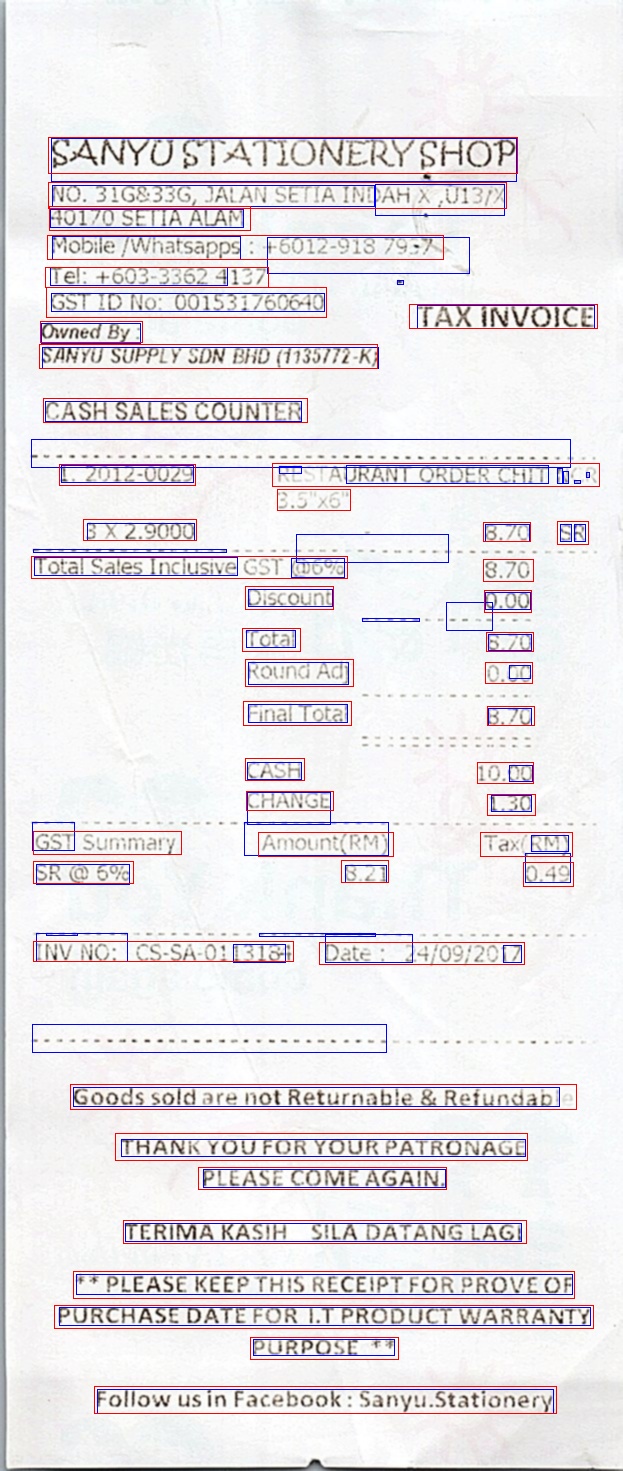 SANYU STATIONERY SHOP
NO. 31G&33G, JALAN SETIA INDAH X ,U13/X
40170 SETIA ALAM
Mobile /Whatsapps : +6012-918 7937
Tel: +603-3362 4137
GST ID No: 001531760640
TAX INVOICE
Owned By :
SANYU SUPPLY SDN BHD (1135772-K)
CASH SALES COUNTER
1. 2012-0029 RESTAURANT ORDER CHIT
3.5"x6"
3 X 2.9000 8.70 SR
Total Sales Inclusive GST @6% 8.70
Discount 0.00
Total 8.70
Round Adj 0.00
Final Total 8.70
CASH 10.00
CHANGE 1.30
GST Summary Amount(RM) Tax(RM)
SR @ 6% 8.21 0.49
INV NO: CS-SA-0113184 Date : 24/09/2017
Goods sold are not Returnable & Refundable
THANK YOU FOR YOUR PATRONAGE
PLEASE COME AGAIN.
TERIMA KASIH SILA DATANG LAGI
** PLEASE KEEP THIS RECEIPT FOR PROVE OF
PURCHASE DATE FOR I.T PRODUCT WARRANTY
PURPOSE **
Follow us in Facebook : Sanyu.Stationery